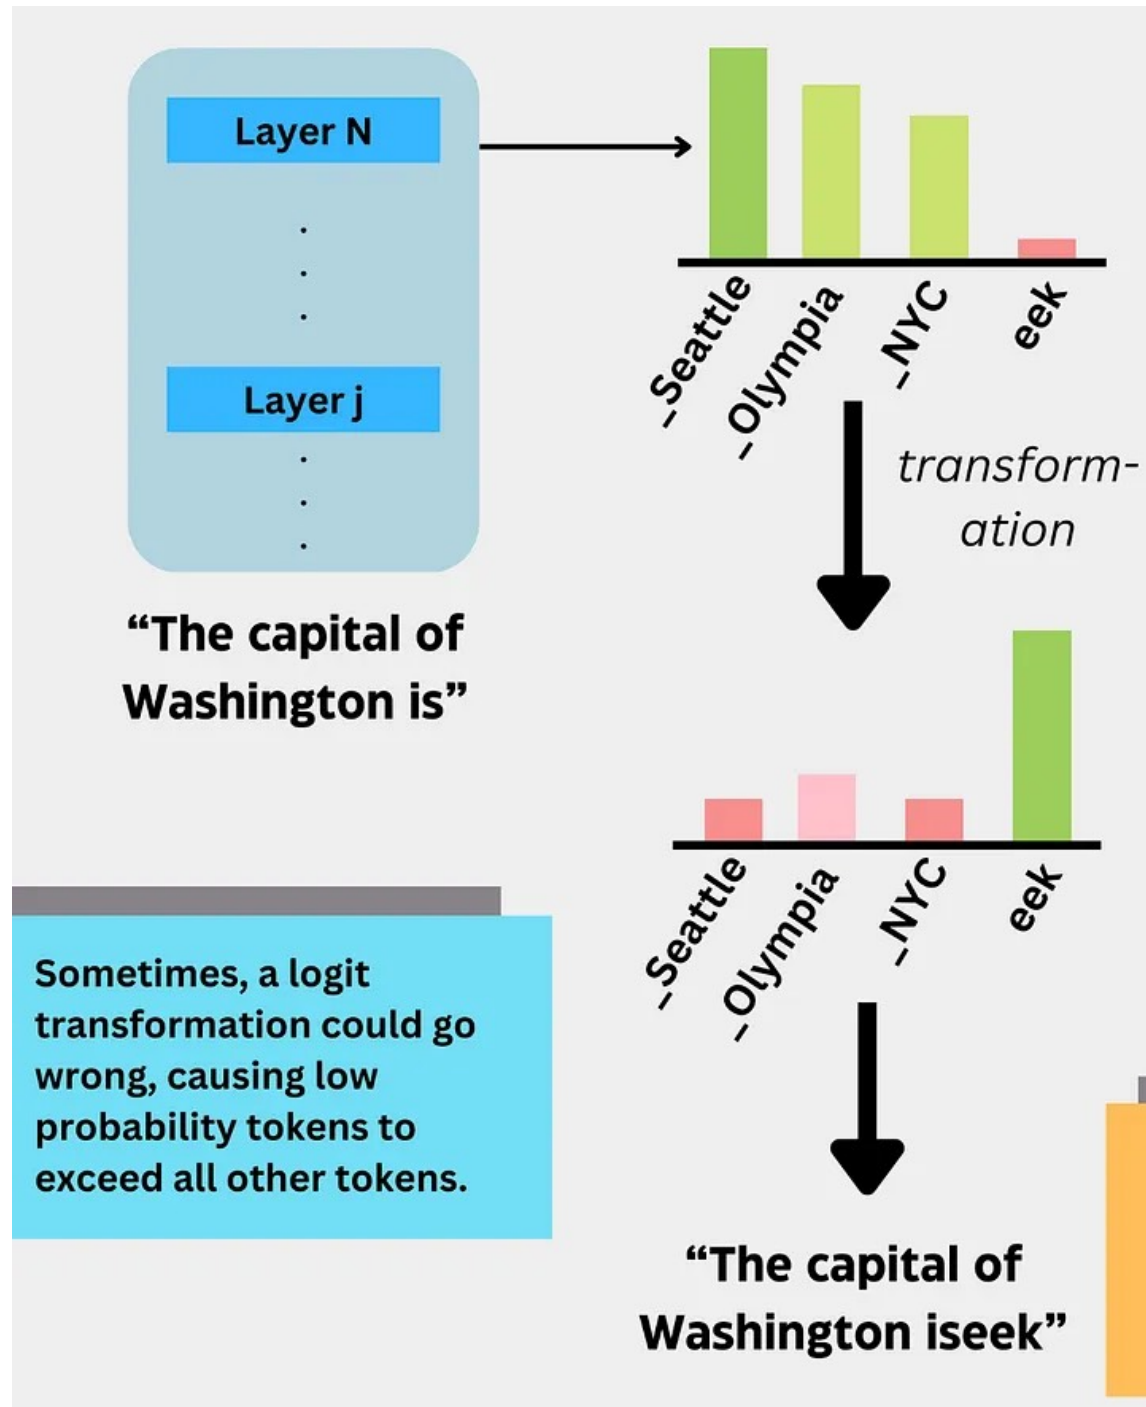 Layer N
Layer j
“The capital of
Washington is”
_Seattle
_Olympia
_NYC
eek
transform-
ation
_Seattle
_Olympia
_NYC
eek
Sometimes, a logit
transformation could go
wrong, causing low
probability tokens to
exceed all other tokens.
“The capital of
Washington iseek”